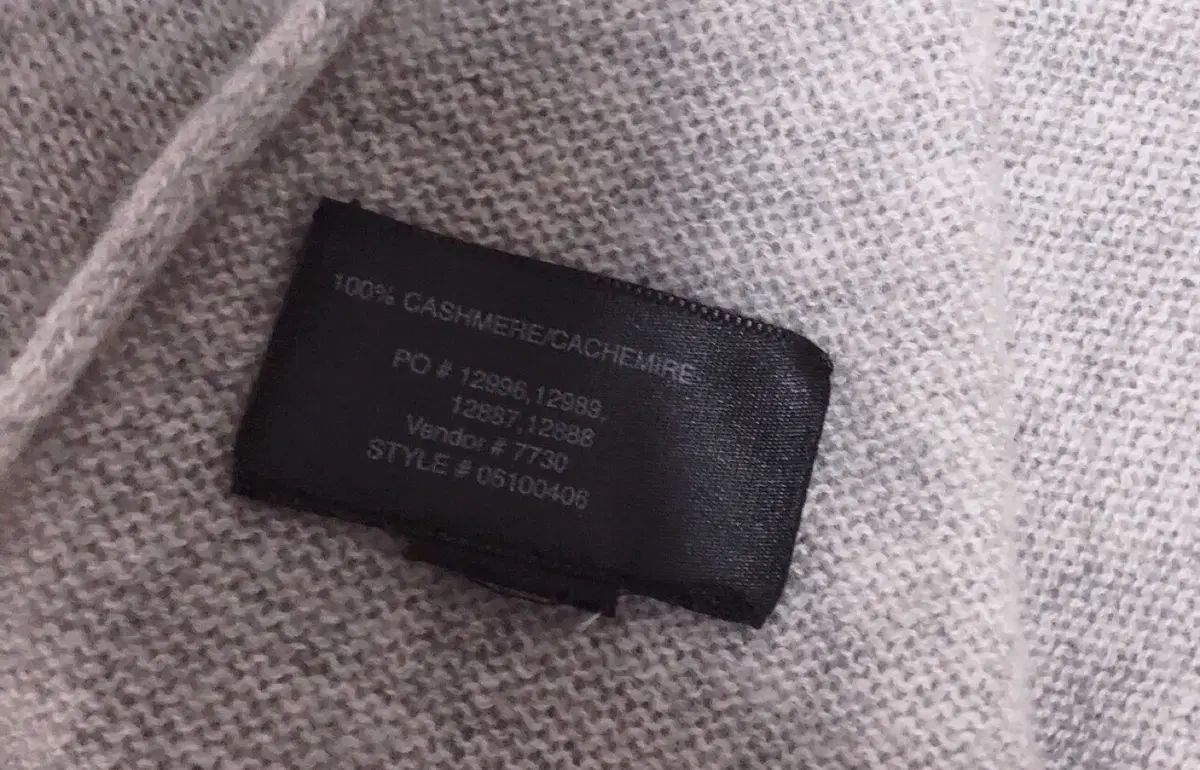 100% CASHMERE/CACHEMIRE
PO # 12996,12989,
12887,12888
Vendor # 7730
STYLE # 06100406